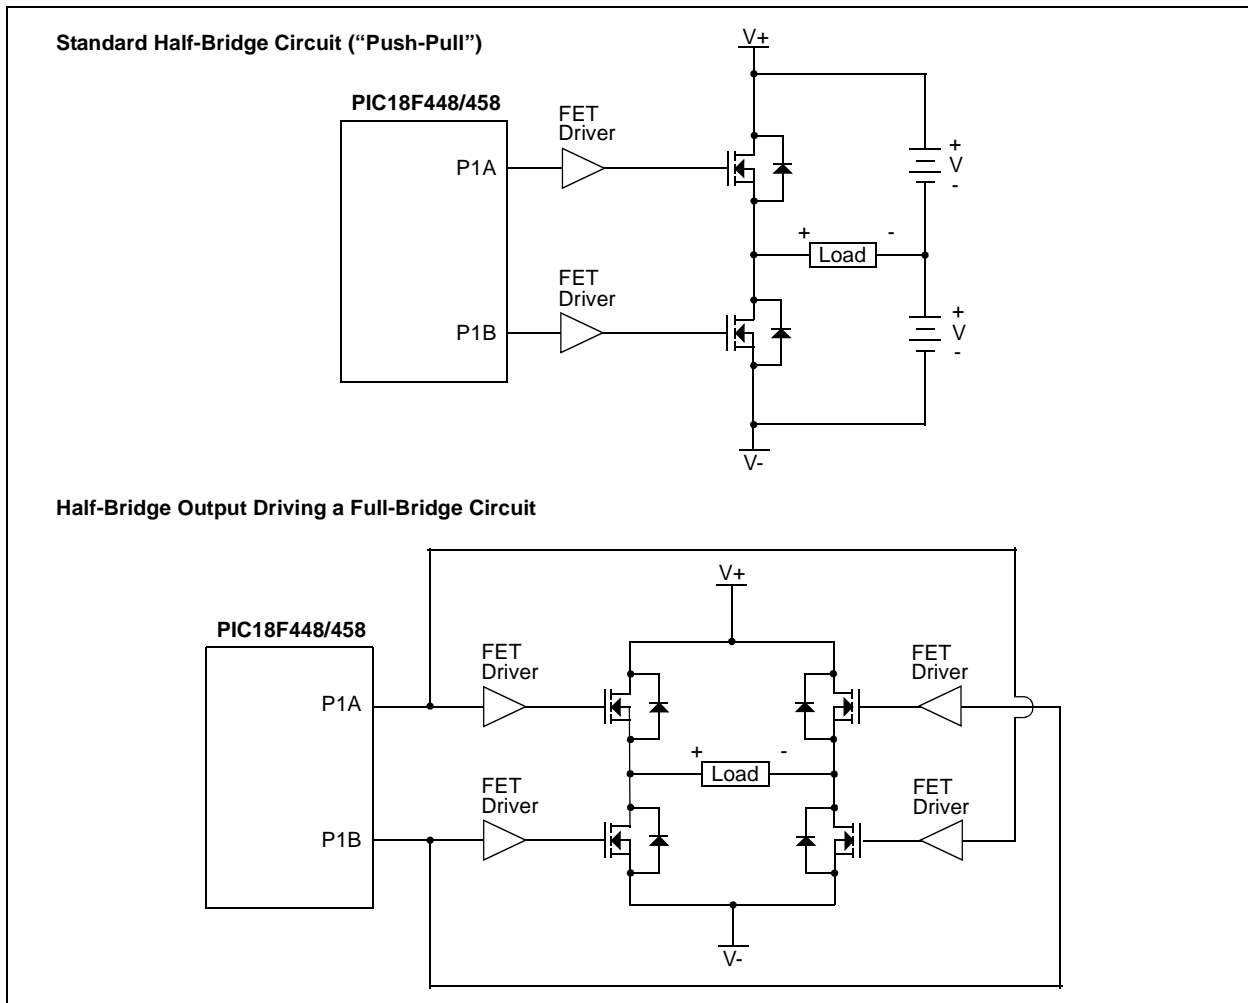 Standard Half-Bridge Circuit (“Push-Pull”)
V+
PIC18F448/458
FET
Driver
P1A
+
V
-
+
-
Load
FET
Driver
P1B
+
V
-
V-
Half-Bridge Output Driving a Full-Bridge Circuit
V+
PIC18F448/458
FET
Driver
FET
Driver
P1A
+
-
Load
FET
Driver
FET
Driver
P1B
V-